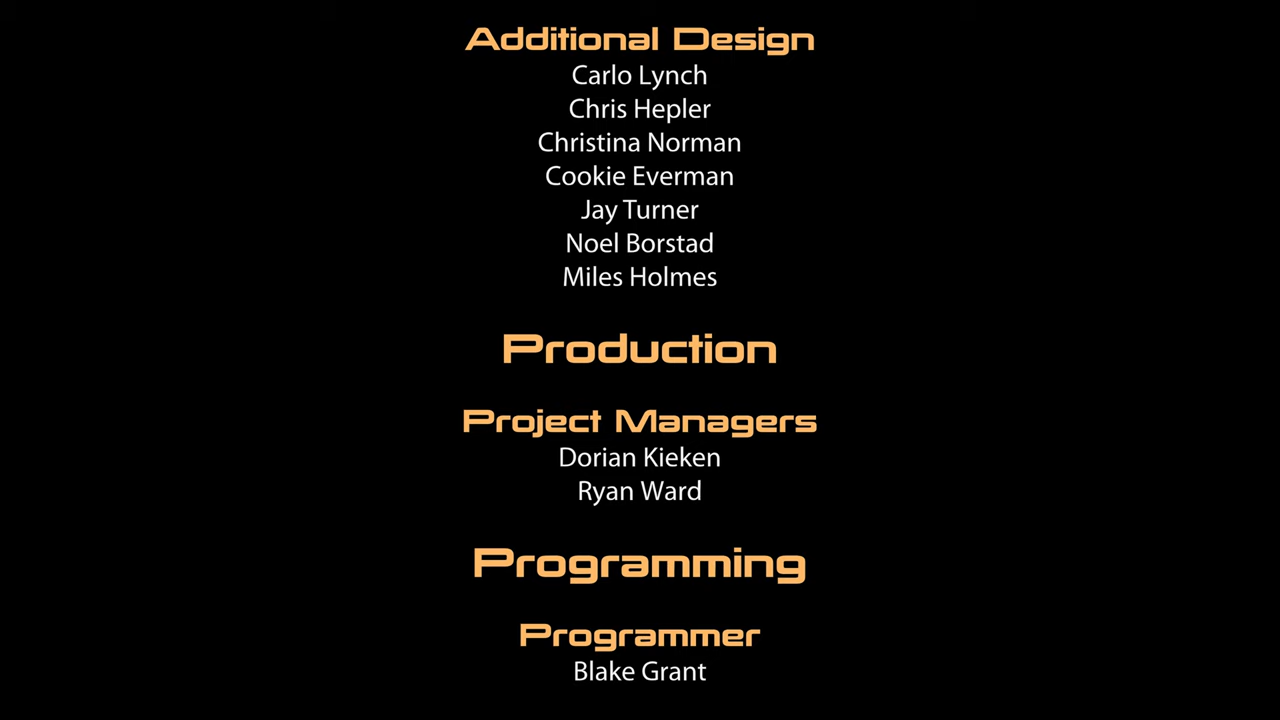 Additional Design
Carlo Lynch
Chris Hepler
Christina Norman
Cookie Everman
Jay Turner
Noel Borstad
Miles Holmes
Production
Project Managers
Dorian Kieken
Ryan Ward
Programming
Programmer
Blake Grant